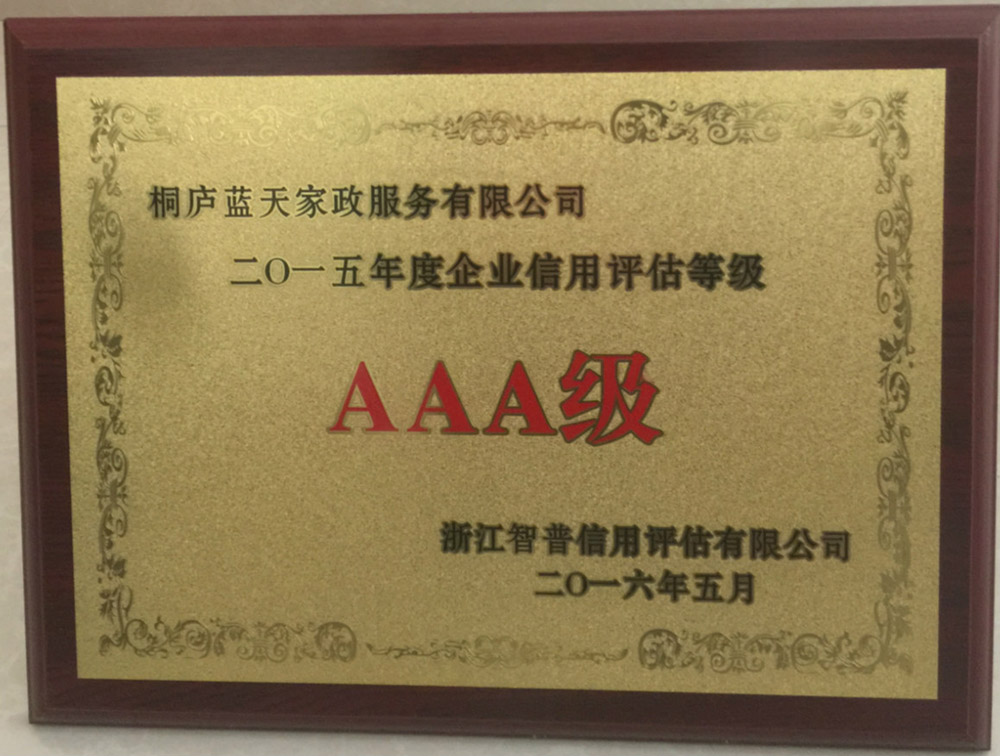 桐庐蓝天家政服务有限公司
二〇一五年度企业信用评估等级
AAA级
浙江智普信用评估有限公司
二〇一六年五月